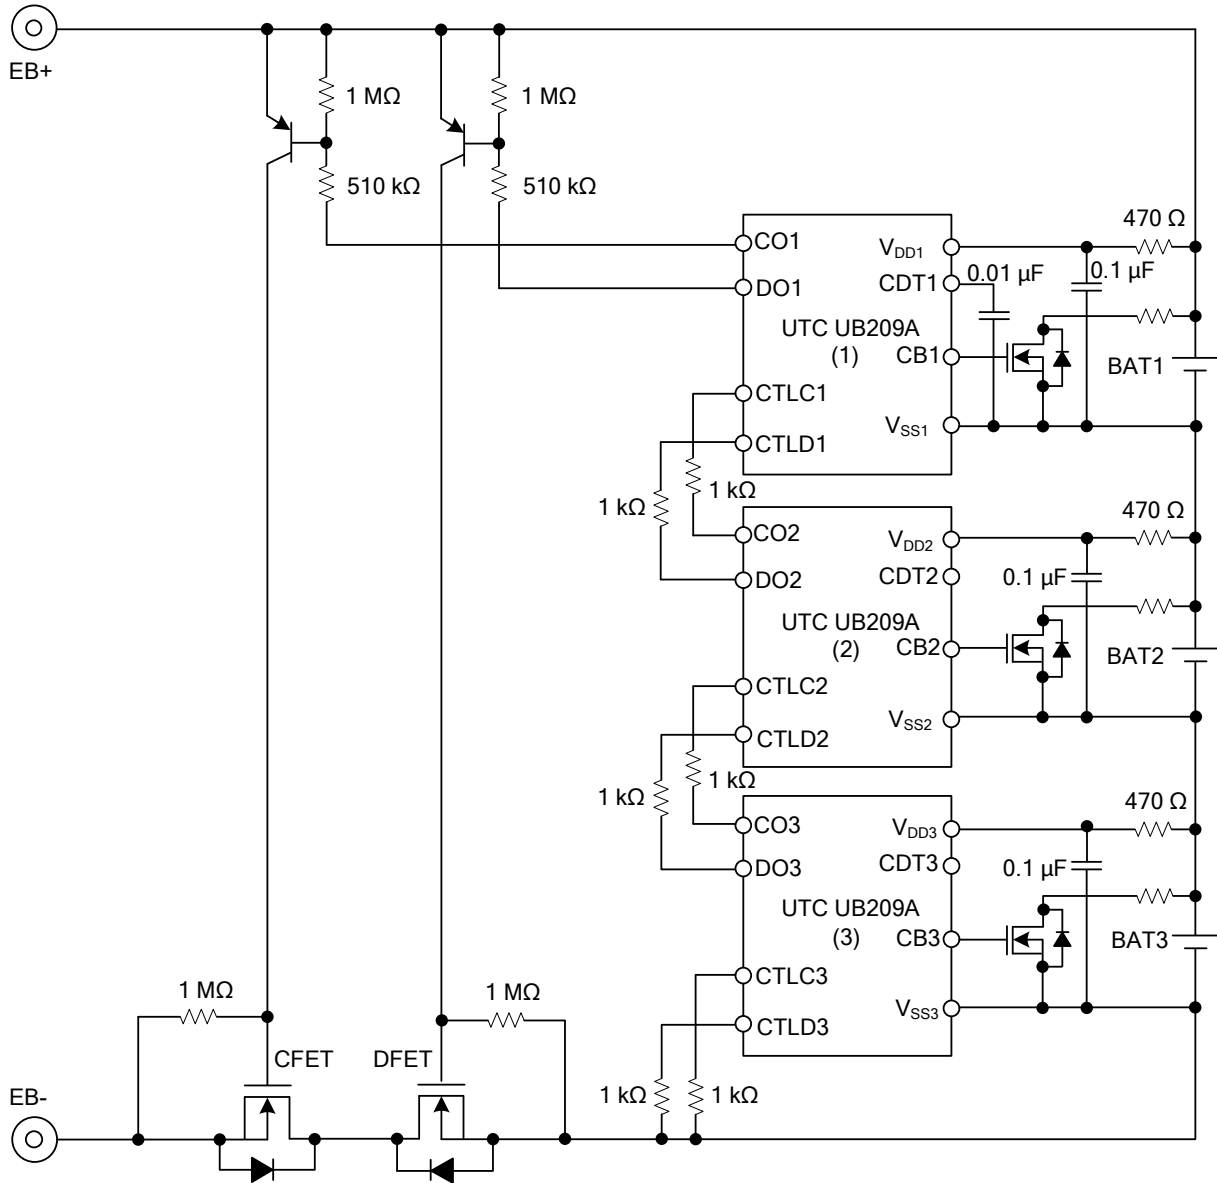 EB+
1 MΩ
1 MΩ
510 kΩ
510 kΩ
CO1
DO1
UTC UB209A
(1)
CTLC1
CTLD1
VDD1
CDT1
CB1
VSS1
0.01 µF
0.1 µF
470 Ω
BAT1
1 kΩ
1 kΩ
CO2
DO2
UTC UB209A
(2)
CTLC2
CTLD2
VDD2
CDT2
CB2
VSS2
0.1 µF
470 Ω
BAT2
1 kΩ
1 kΩ
CO3
DO3
UTC UB209A
(3)
CTLC3
CTLD3
VDD3
CDT3
CB3
VSS3
0.1 µF
470 Ω
BAT3
1 MΩ
1 MΩ
CFET
DFET
1 kΩ
1 kΩ
EB-